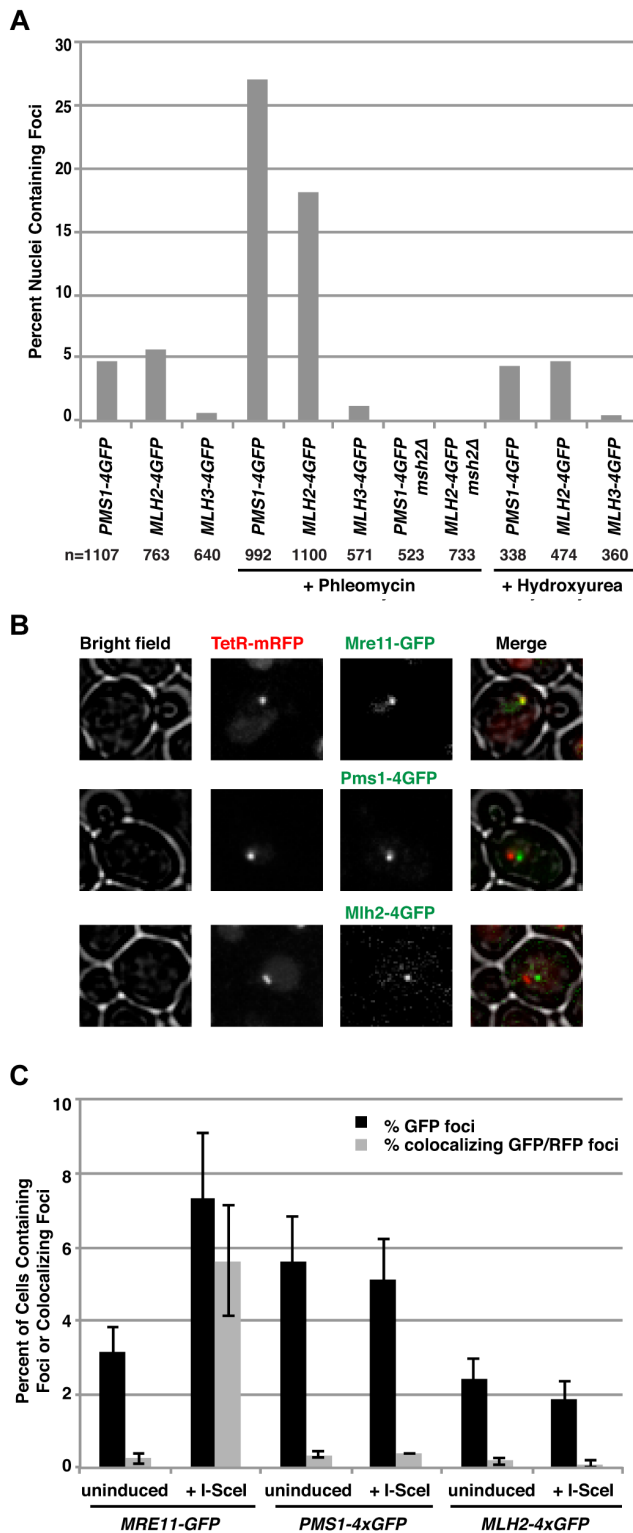 A
30
25
20
15
10
5
0
Percent Nuclei Containing Foci
PMS1-4GFP
MLH2-4GFP
MLH3-4GFP
PMS1-4GFP
MLH2-4GFP
MLH3-4GFP
PMS1-4GFP msh2Δ
MLH2-4GFP msh2Δ
PMS1-4GFP
MLH2-4GFP
MLH3-4GFP
n=1107 763 640 992 1100 571 523 733 338 474 360
+ Phleomycin + Hydroxyurea
B
Bright field TetR-mRFP Mre11-GFP Merge
Pms1-4GFP
Mlh2-4GFP
C
10
8
6
4
2
0
Percent of Cells Containing
Foci or Colocalizing Foci
% GFP foci
% colocalizing GFP/RFP foci
uninduced + I-SceI uninduced + I-SceI uninduced + I-SceI
MRE11-GFP PMS1-4xGFP MLH2-4xGFP